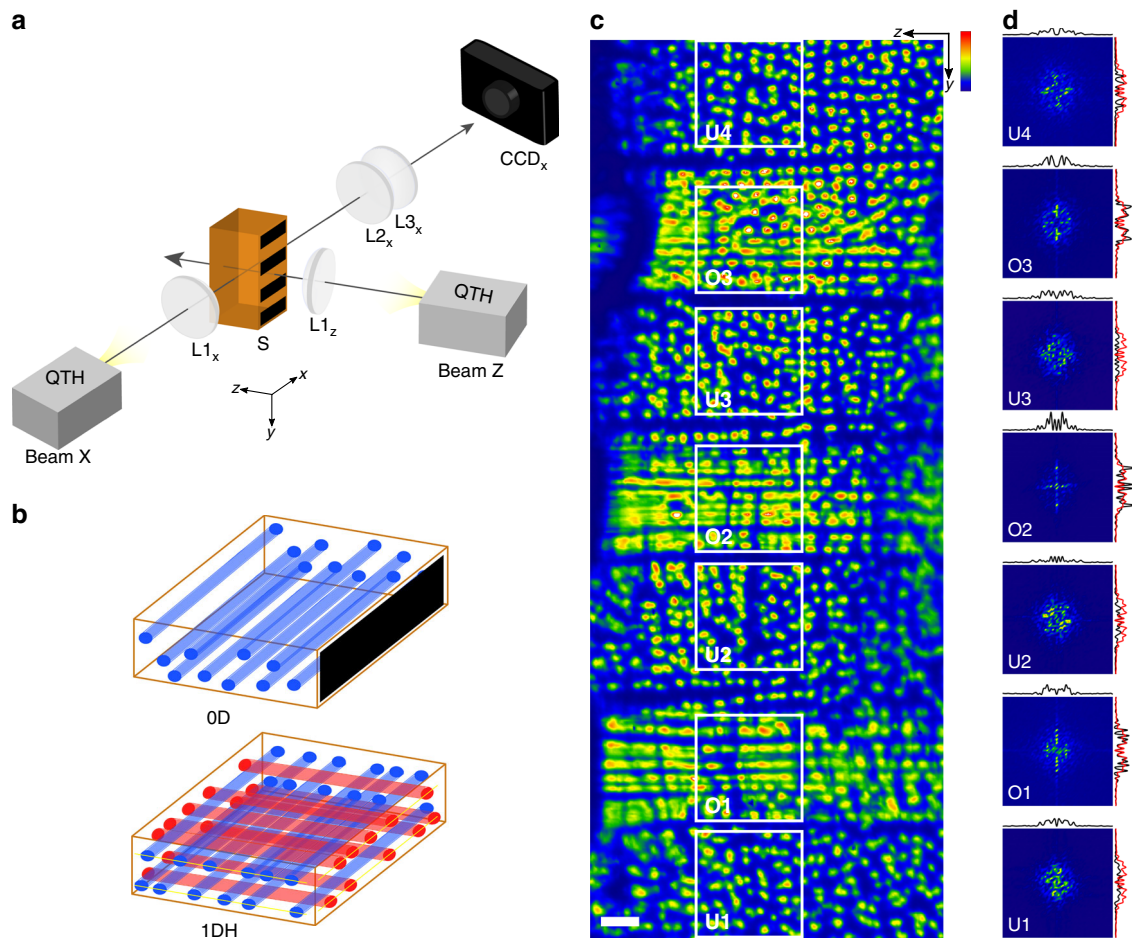 a
CCDx
L3x
L2x
QTH
L1z
S
L1x
QTH
Beam Z
Beam X
z
x
y
b
0D
1DH
c
z
y
U4
O3
U3
O2
U2
O1
U1
d
U4
O3
U3
O2
U2
O1
U1